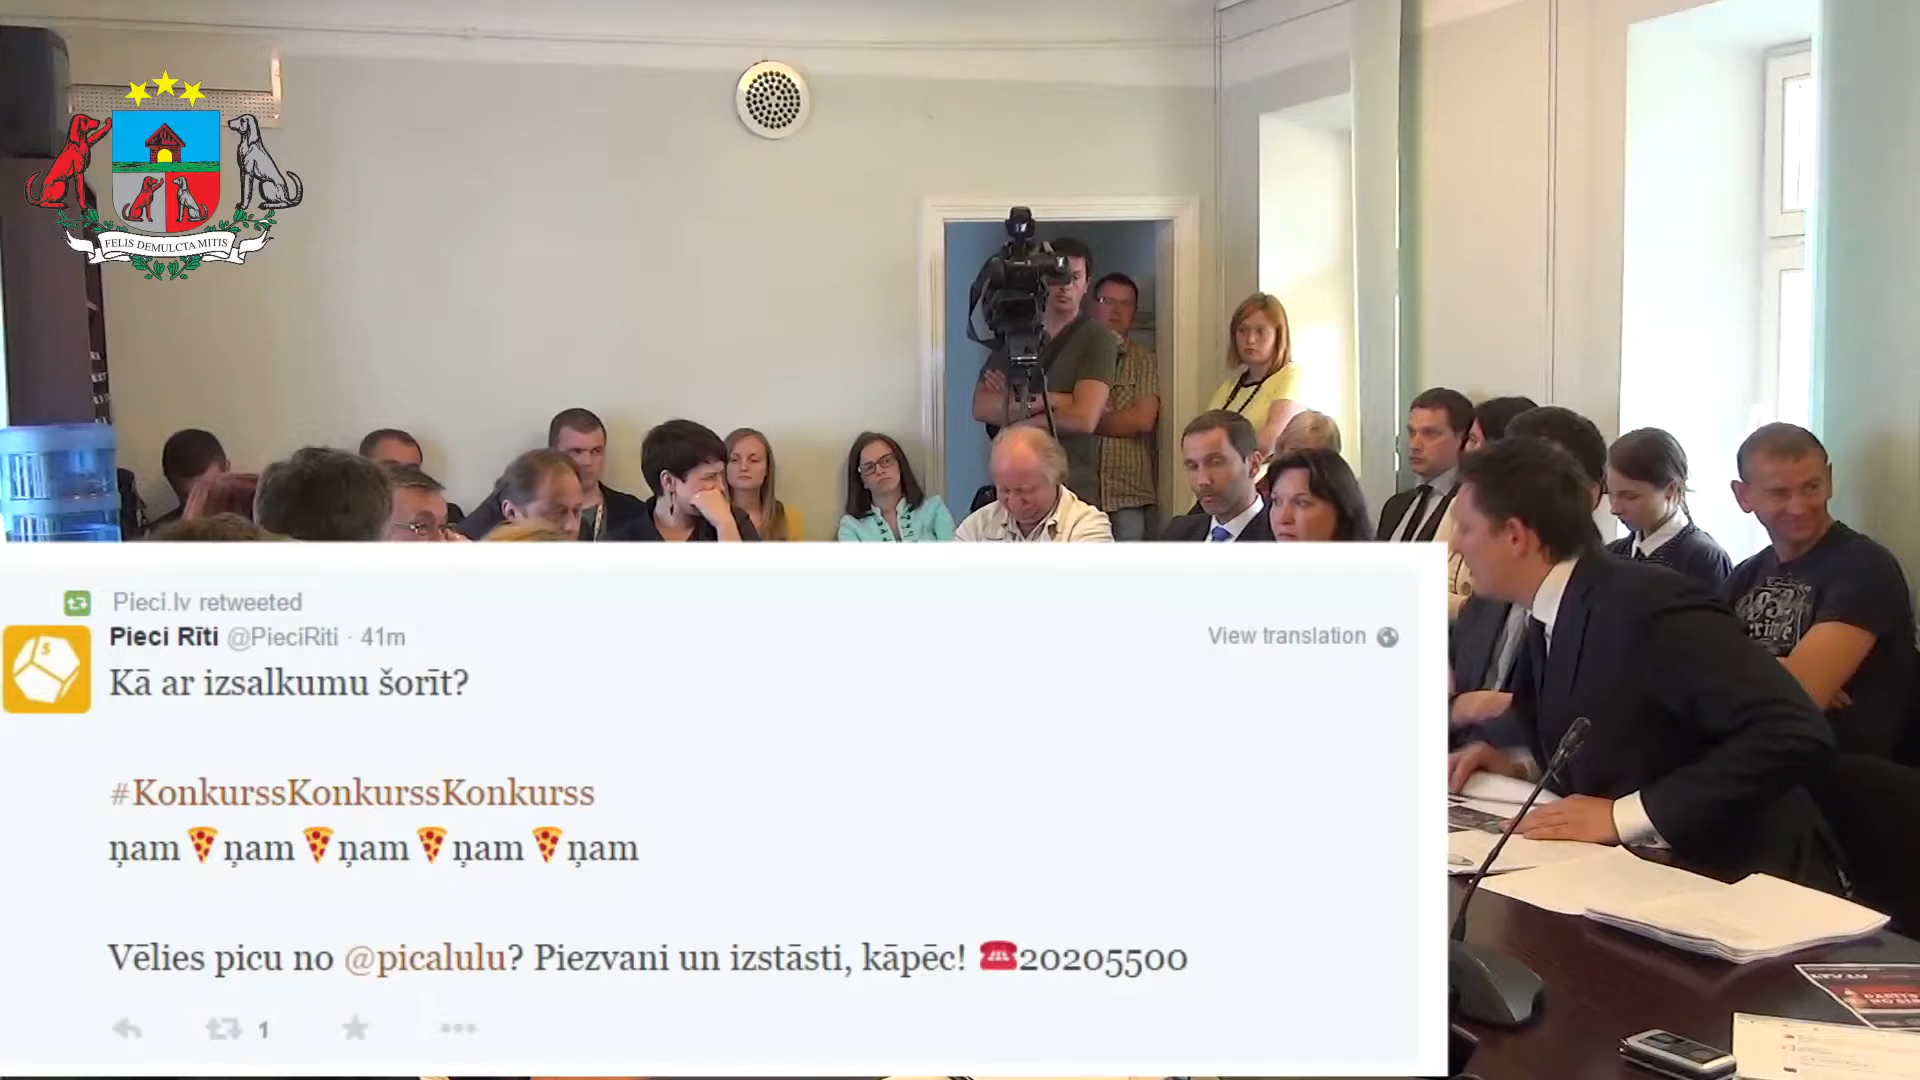 FELIS DEMULCTA MITIS
Pieci.lv retweeted
Pieci Rīti @PieciRiti · 41m
View translation
Kā ar izsalkumu šorīt?
#KonkurssKonkurssKonkurss
ņam🍕ņam🍕ņam🍕ņam🍕ņam
Vēlies picu no @picalulu? Piezvani un izstāsti, kāpēc! ☎20205500
1